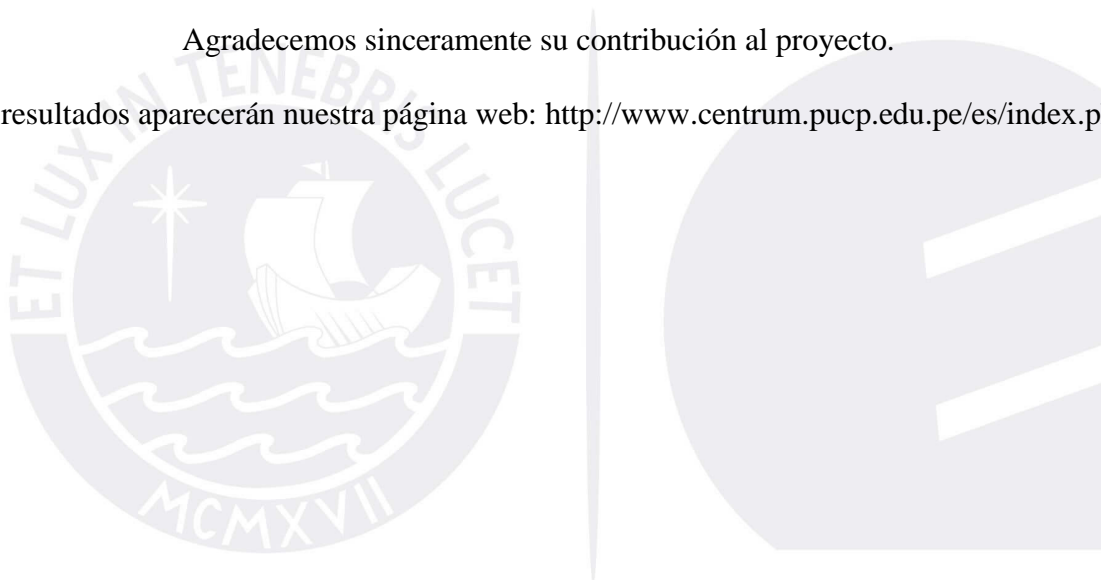 Agradecemos sinceramente su contribución al proyecto.
resultados aparecerán nuestra página web: http://www.centrum.pucp.edu.pe/es/index.p
ET LUX IN TENEBRIS LUCET
MCMXVII